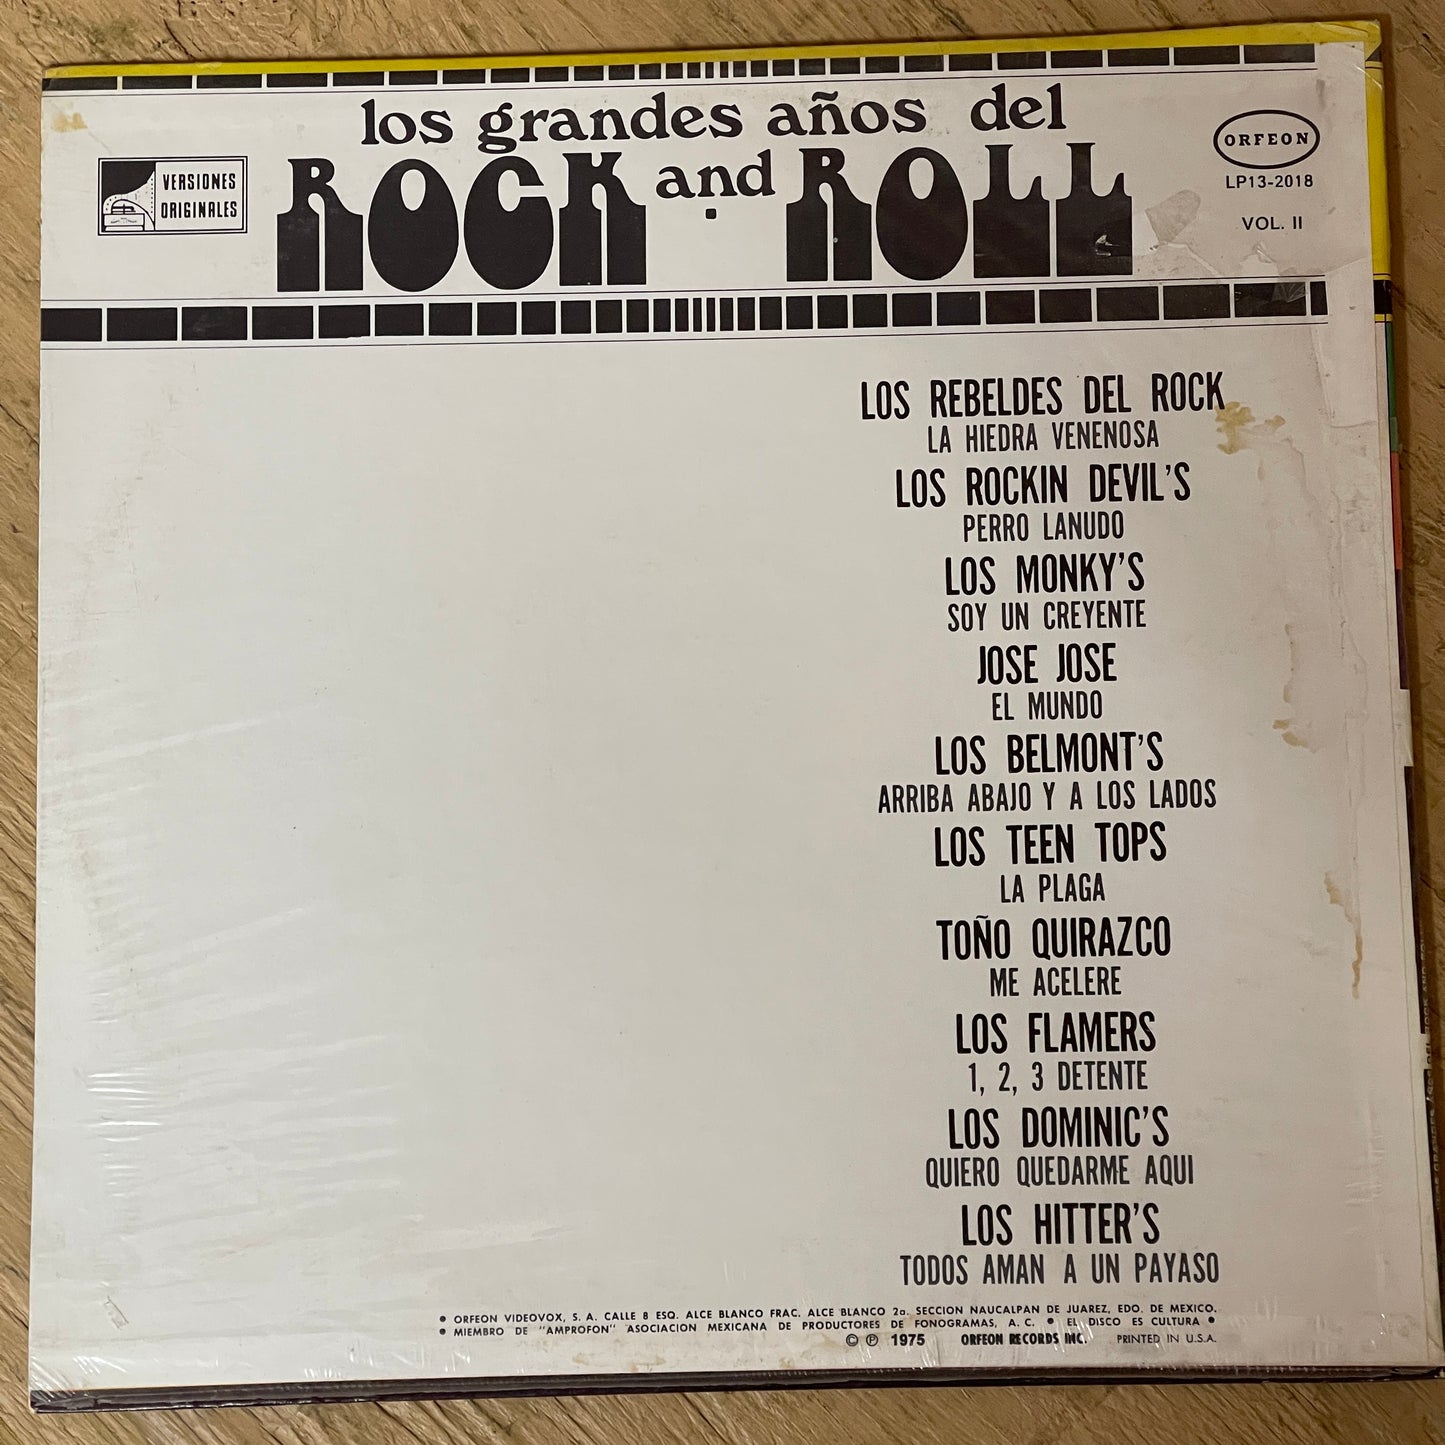 los grandes años del
ROCK and ROLL
VERSIONES
ORIGINALES
ORFEON
LP13-2018
VOL. II
LOS REBELDES DEL ROCK
LA HIEDRA VENENOSA
LOS ROCKIN DEVIL'S
PERRO LANUDO
LOS MONKY'S
SOY UN CREYENTE
JOSE JOSE
EL MUNDO
LOS BELMONT'S
ARRIBA ABAJO Y A LOS LADOS
LOS TEEN TOPS
LA PLAGA
TOÑO QUIRAZCO
ME ACELERE
LOS FLAMERS
1, 2, 3 DETENTE
LOS DOMINIC'S
QUIERO QUEDARME AQUI
LOS HITTER'S
TODOS AMAN A UN PAYASO
• ORFEON VIDEOVOX, S. A. CALLE 8 ESQ. ALCE BLANCO FRAC. ALCE BLANCO 2a. SECCION NAUCALPAN DE JUAREZ, EDO. DE MEXICO.
• MIEMBRO DE "AMPROFON" ASOCIACION MEXICANA DE PRODUCTORES DE FONOGRAMAS, A. C. • EL DISCO ES CULTURA •
© ℗ 1975 ORFEON RECORDS INC. PRINTED IN U.S.A.